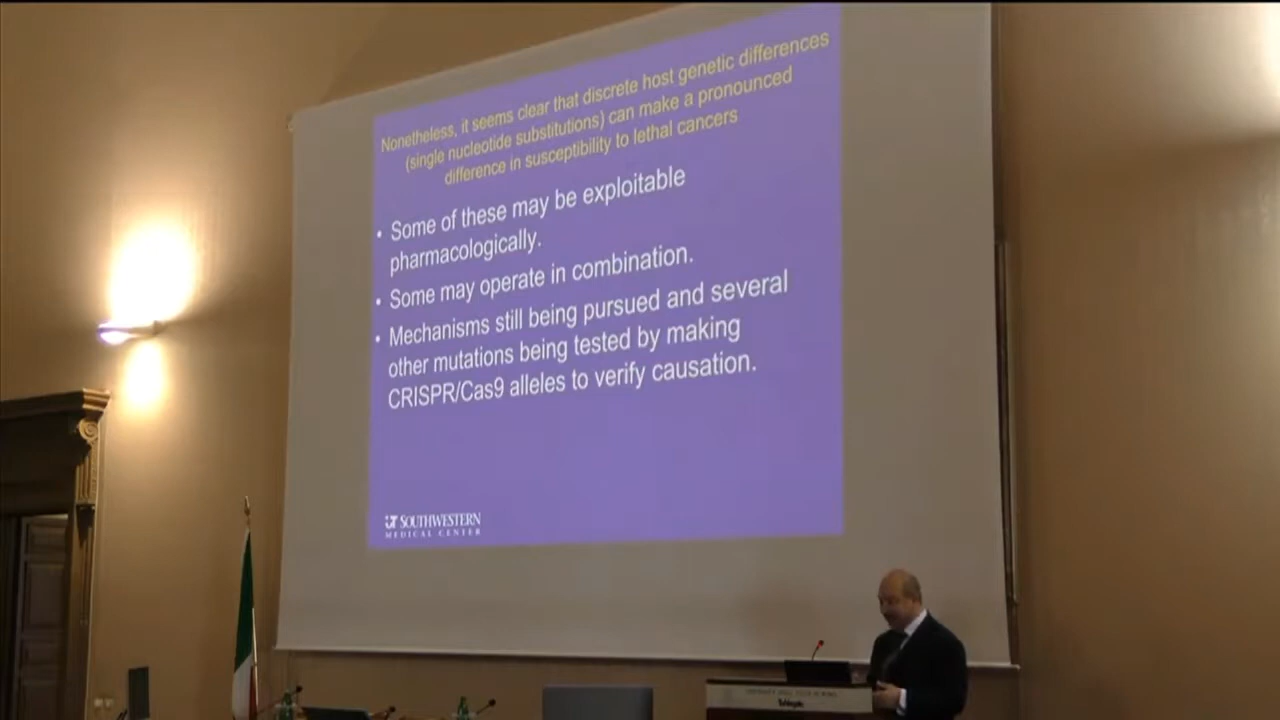 Nonetheless, it seems clear that discrete host genetic differences
(single nucleotide substitutions) can make a pronounced
difference in susceptibility to lethal cancers
• Some of these may be exploitable
pharmacologically.
• Some may operate in combination.
• Mechanisms still being pursued and several
other mutations being tested by making
CRISPR/Cas9 alleles to verify causation.
UT SOUTHWESTERN
MEDICAL CENTER